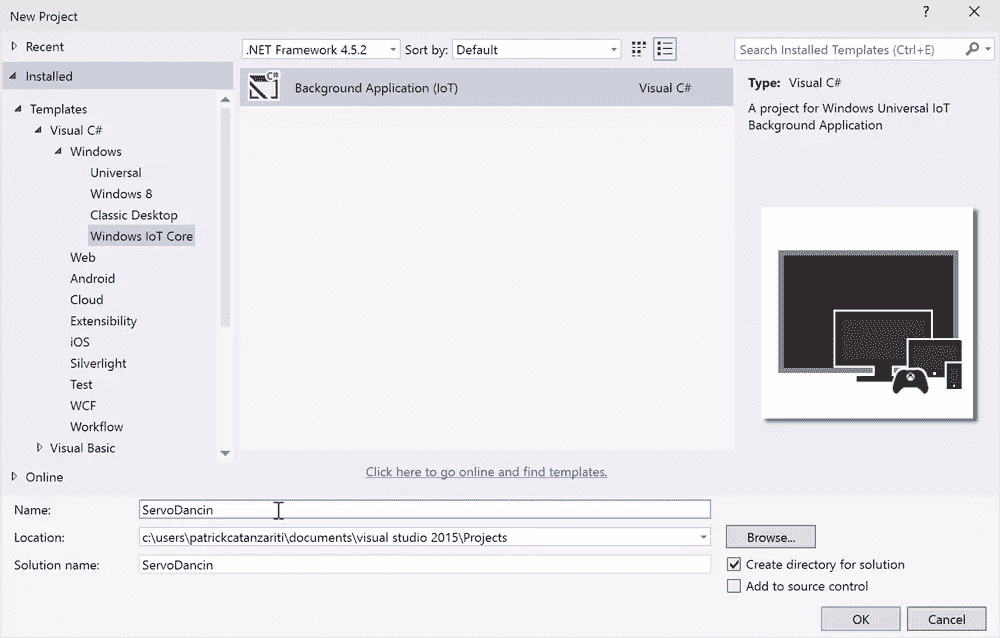 New Project
?
Recent
.NET Framework 4.5.2
Sort by:
Default
Search Installed Templates (Ctrl+E)
Installed
Templates
Visual C#
Windows
Universal
Windows 8
Classic Desktop
Windows IoT Core
Web
Android
Cloud
Extensibility
iOS
Silverlight
Test
WCF
Workflow
Visual Basic
Online
C#
Background Application (IoT)
Visual C#
Type: Visual C#
A project for Windows Universal IoT
Background Application
Click here to go online and find templates.
Name:
ServoDancin
Location:
c:\users\patrickcatanzariti\documents\visual studio 2015\Projects
Browse...
Solution name:
ServoDancin
Create directory for solution
Add to source control
OK
Cancel